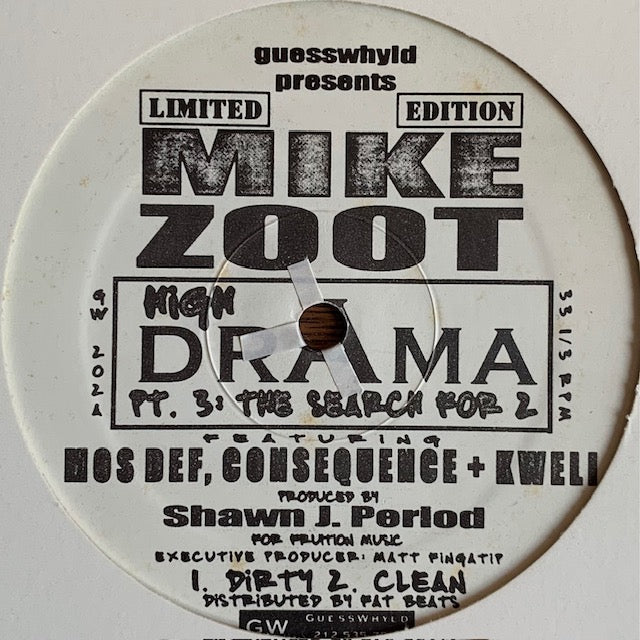 guesswhyld
presents
LIMITED EDITION
MIKE
ZOOT
HIGH
DRAMA
PT. 3: THE SEARCH FOR 2
GW 202A
33 1/3 RPM
FEATURING
MOS DEF, CONSEQUENCE + KWELI
PRODUCED BY
Shawn J. Period
FOR FRUITION MUSIC
EXECUTIVE PRODUCER: MATT FINGATIP
1. DIRTY 2. CLEAN
DISTRIBUTED BY FAT BEATS
GW GUESSWHYLD